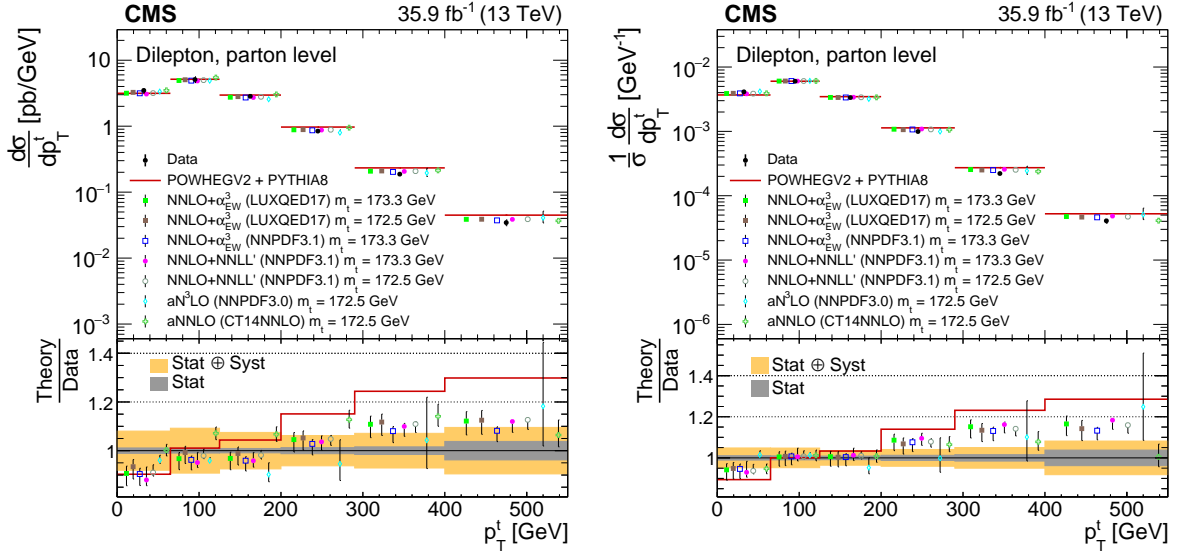 CMS 35.9 fb⁻¹ (13 TeV)
Dilepton, parton level
dσ/dp_T^t [pb/GeV]
10
1
10⁻¹
10⁻²
10⁻³
Data
POWHEGV2 + PYTHIA8
NNLO+α³_EW (LUXQED17) m_t = 173.3 GeV
NNLO+α³_EW (LUXQED17) m_t = 172.5 GeV
NNLO+α³_EW (NNPDF3.1) m_t = 173.3 GeV
NNLO+NNLL' (NNPDF3.1) m_t = 173.3 GeV
NNLO+NNLL' (NNPDF3.1) m_t = 172.5 GeV
aN³LO (NNPDF3.0) m_t = 172.5 GeV
aNNLO (CT14NNLO) m_t = 172.5 GeV
Theory
Data
1.4
1.2
1
0.8
Stat ⊕ Syst
Stat
0 100 200 300 400 500
p_T^t [GeV]
CMS 35.9 fb⁻¹ (13 TeV)
Dilepton, parton level
1/σ dσ/dp_T^t [GeV⁻¹]
10⁻²
10⁻³
10⁻⁴
10⁻⁵
10⁻⁶
Data
POWHEGV2 + PYTHIA8
NNLO+α³_EW (LUXQED17) m_t = 173.3 GeV
NNLO+α³_EW (LUXQED17) m_t = 172.5 GeV
NNLO+α³_EW (NNPDF3.1) m_t = 173.3 GeV
NNLO+NNLL' (NNPDF3.1) m_t = 173.3 GeV
NNLO+NNLL' (NNPDF3.1) m_t = 172.5 GeV
aN³LO (NNPDF3.0) m_t = 172.5 GeV
aNNLO (CT14NNLO) m_t = 172.5 GeV
Theory
Data
1.4
1.2
1
0.8
Stat ⊕ Syst
Stat
0 100 200 300 400 500
p_T^t [GeV]